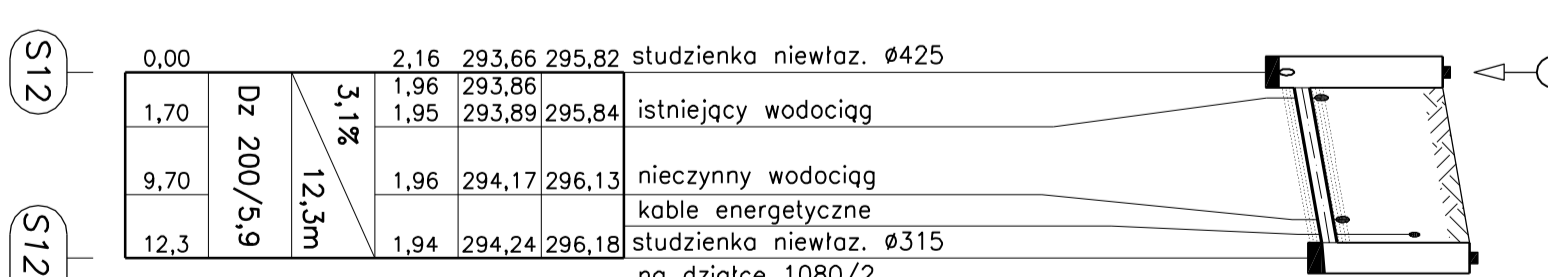 S12
0,00 2,16 293,66 295,82 studzienka niewłaz. Ø425
1,96 293,86
1,70 1,95 293,89 295,84 istniejący wodociąg
Dz 200/5,9
3,1%
12,3m
9,70 1,96 294,17 296,13 nieczynny wodociąg
kable energetyczne
12,3 1,94 294,24 296,18 studzienka niewłaz. Ø315
na działce 1080/2
S12